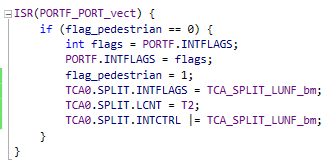 ISR(PORTF_PORT_vect) {
if (flag_pedestrian == 0) {
int flags = PORTF.INTFLAGS;
PORTF.INTFLAGS = flags;
flag_pedestrian = 1;
TCA0.SPLIT.INTFLAGS = TCA_SPLIT_LUNF_bm;
TCA0.SPLIT.LCNT = T2;
TCA0.SPLIT.INTCTRL |= TCA_SPLIT_LUNF_bm;
}
}